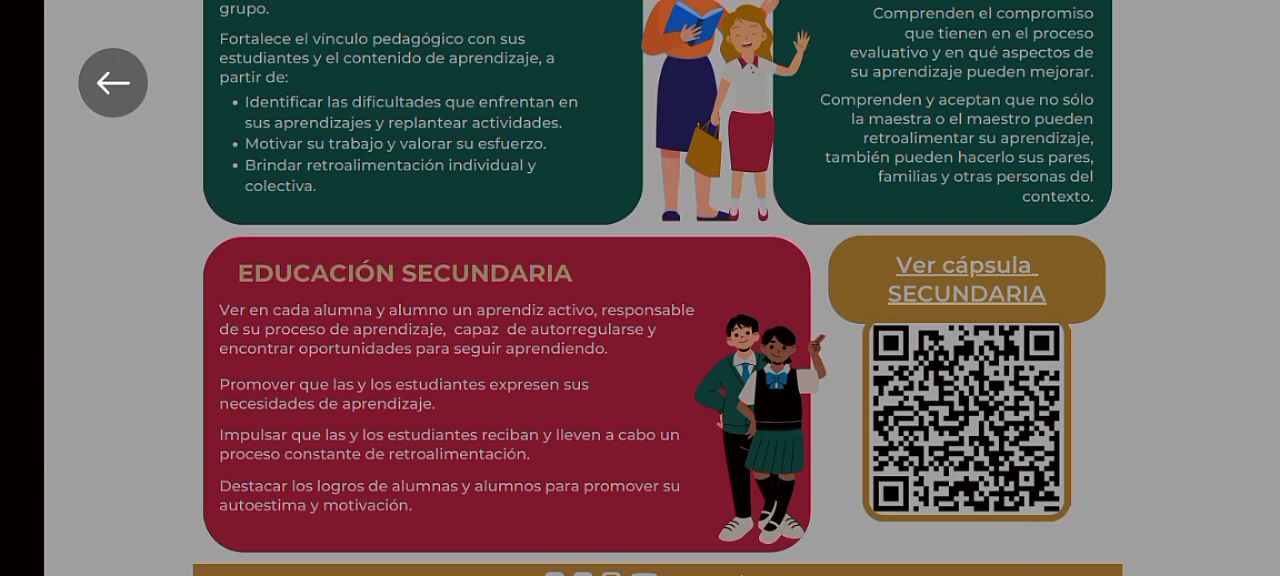 grupo.
Fortalece el vínculo pedagógico con sus
estudiantes y el contenido de aprendizaje, a
partir de:
• Identificar las dificultades que enfrentan en
sus aprendizajes y replantear actividades.
• Motivar su trabajo y valorar su esfuerzo.
• Brindar retroalimentación individual y
colectiva.
Comprenden el compromiso
que tienen en el proceso
evaluativo y en qué aspectos de
su aprendizaje pueden mejorar.
Comprenden y aceptan que no sólo
la maestra o el maestro pueden
retroalimentar su aprendizaje,
también pueden hacerlo sus pares,
familias y otras personas del
contexto.
EDUCACIÓN SECUNDARIA
Ver en cada alumna y alumno un aprendiz activo, responsable
de su proceso de aprendizaje, capaz de autorregularse y
encontrar oportunidades para seguir aprendiendo.
Promover que las y los estudiantes expresen sus
necesidades de aprendizaje.
Impulsar que las y los estudiantes reciban y lleven a cabo un
proceso constante de retroalimentación.
Destacar los logros de alumnas y alumnos para promover su
autoestima y motivación.
Ver cápsula
SECUNDARIA